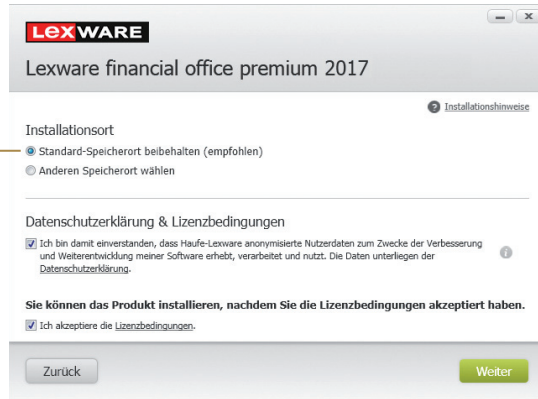 LEXWARE
Lexware financial office premium 2017
Installationshinweise
Installationsort
Standard-Speicherort beibehalten (empfohlen)
Anderen Speicherort wählen
Datenschutzerklärung & Lizenzbedingungen
Ich bin damit einverstanden, dass Haufe-Lexware anonymisierte Nutzerdaten zum Zwecke der Verbesserung
und Weiterentwicklung meiner Software erhebt, verarbeitet und nutzt. Die Daten unterliegen der
Datenschutzerklärung.
Sie können das Produkt installieren, nachdem Sie die Lizenzbedingungen akzeptiert haben.
Ich akzeptiere die Lizenzbedingungen.
Zurück
Weiter